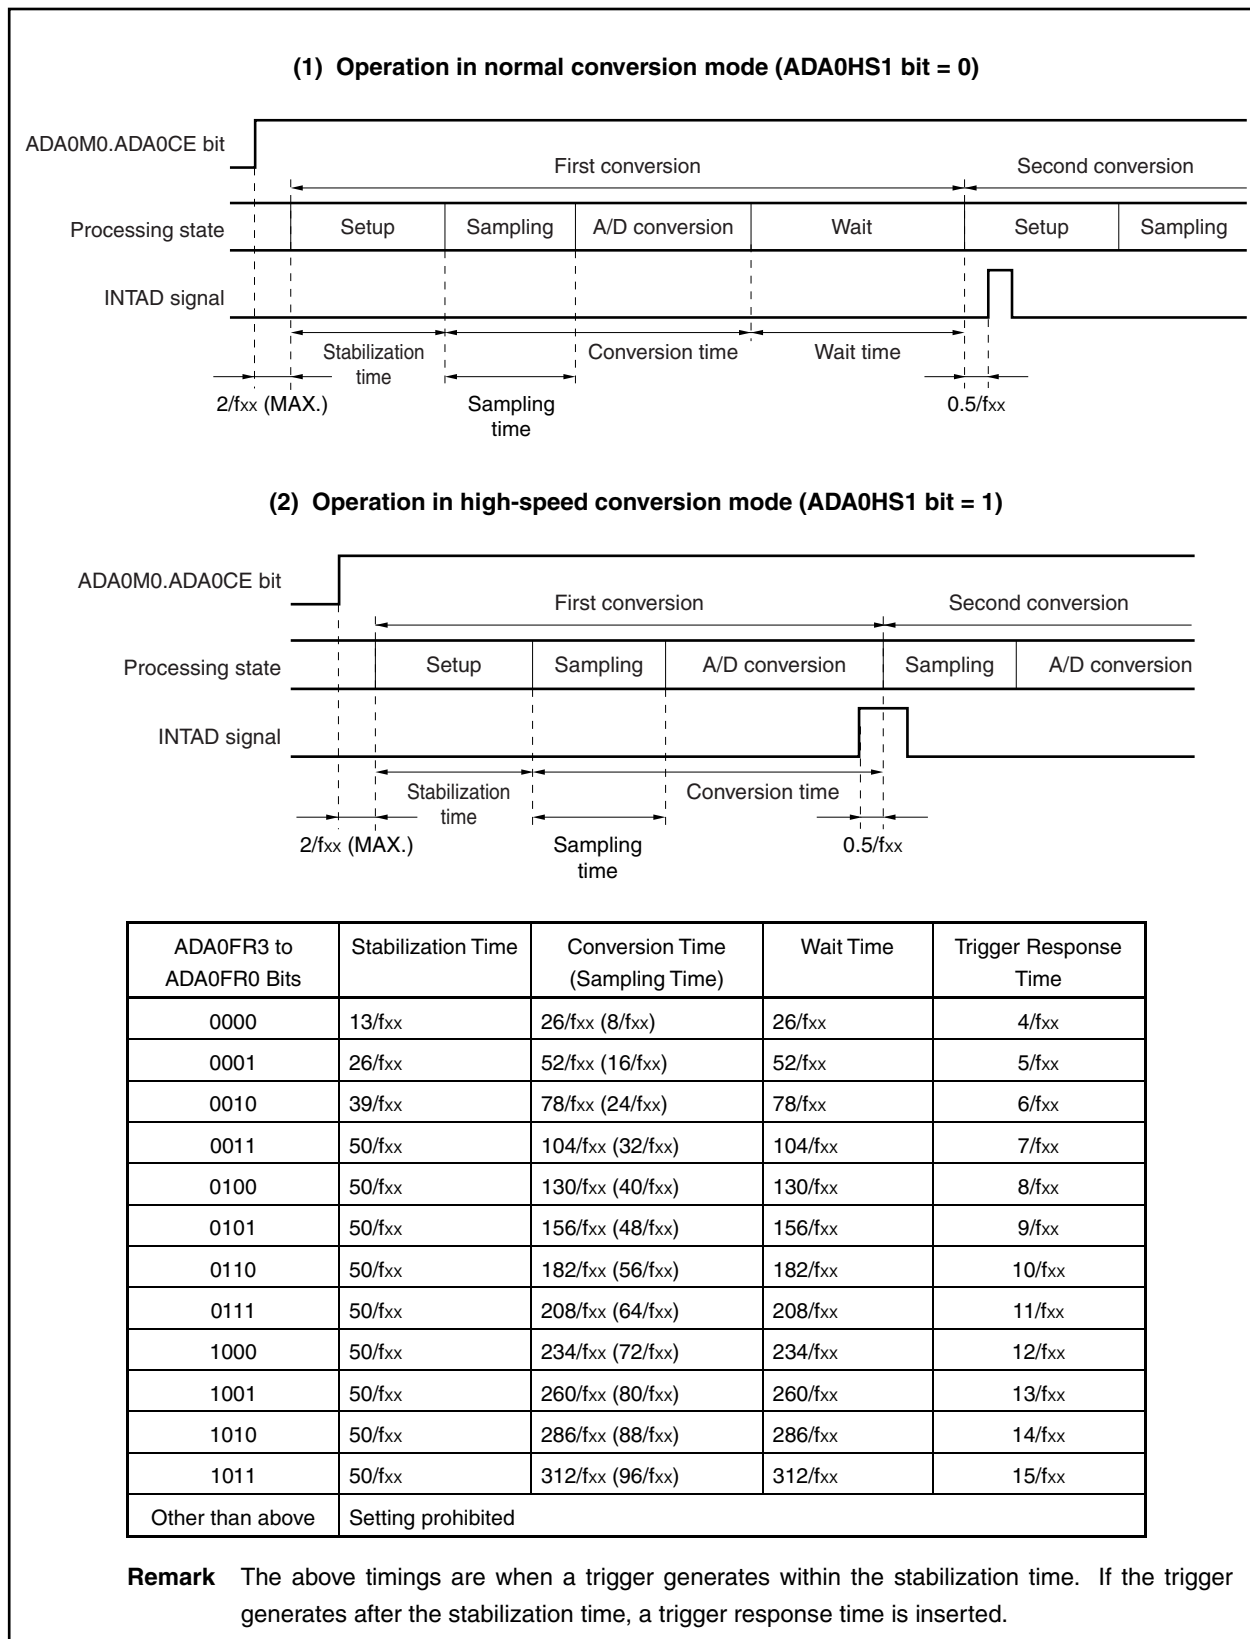 (1) Operation in normal conversion mode (ADA0HS1 bit = 0)
ADA0M0.ADA0CE bit
First conversion
Second conversion
Processing state
Setup
Sampling
A/D conversion
Wait
Setup
Sampling
INTAD signal
Stabilization
time
Conversion time
Wait time
2/fxx (MAX.)
Sampling
time
0.5/fxx
(2) Operation in high-speed conversion mode (ADA0HS1 bit = 1)
ADA0M0.ADA0CE bit
First conversion
Second conversion
Processing state
Setup
Sampling
A/D conversion
Sampling
A/D conversion
INTAD signal
Stabilization
time
Conversion time
2/fxx (MAX.)
Sampling
time
0.5/fxx
ADA0FR3 to
ADA0FR0 Bits
Stabilization Time
Conversion Time
(Sampling Time)
Wait Time
Trigger Response
Time
0000 13/fxx 26/fxx (8/fxx) 26/fxx 4/fxx
0001 26/fxx 52/fxx (16/fxx) 52/fxx 5/fxx
0010 39/fxx 78/fxx (24/fxx) 78/fxx 6/fxx
0011 50/fxx 104/fxx (32/fxx) 104/fxx 7/fxx
0100 50/fxx 130/fxx (40/fxx) 130/fxx 8/fxx
0101 50/fxx 156/fxx (48/fxx) 156/fxx 9/fxx
0110 50/fxx 182/fxx (56/fxx) 182/fxx 10/fxx
0111 50/fxx 208/fxx (64/fxx) 208/fxx 11/fxx
1000 50/fxx 234/fxx (72/fxx) 234/fxx 12/fxx
1001 50/fxx 260/fxx (80/fxx) 260/fxx 13/fxx
1010 50/fxx 286/fxx (88/fxx) 286/fxx 14/fxx
1011 50/fxx 312/fxx (96/fxx) 312/fxx 15/fxx
Other than above Setting prohibited
Remark The above timings are when a trigger generates within the stabilization time. If the trigger
generates after the stabilization time, a trigger response time is inserted.